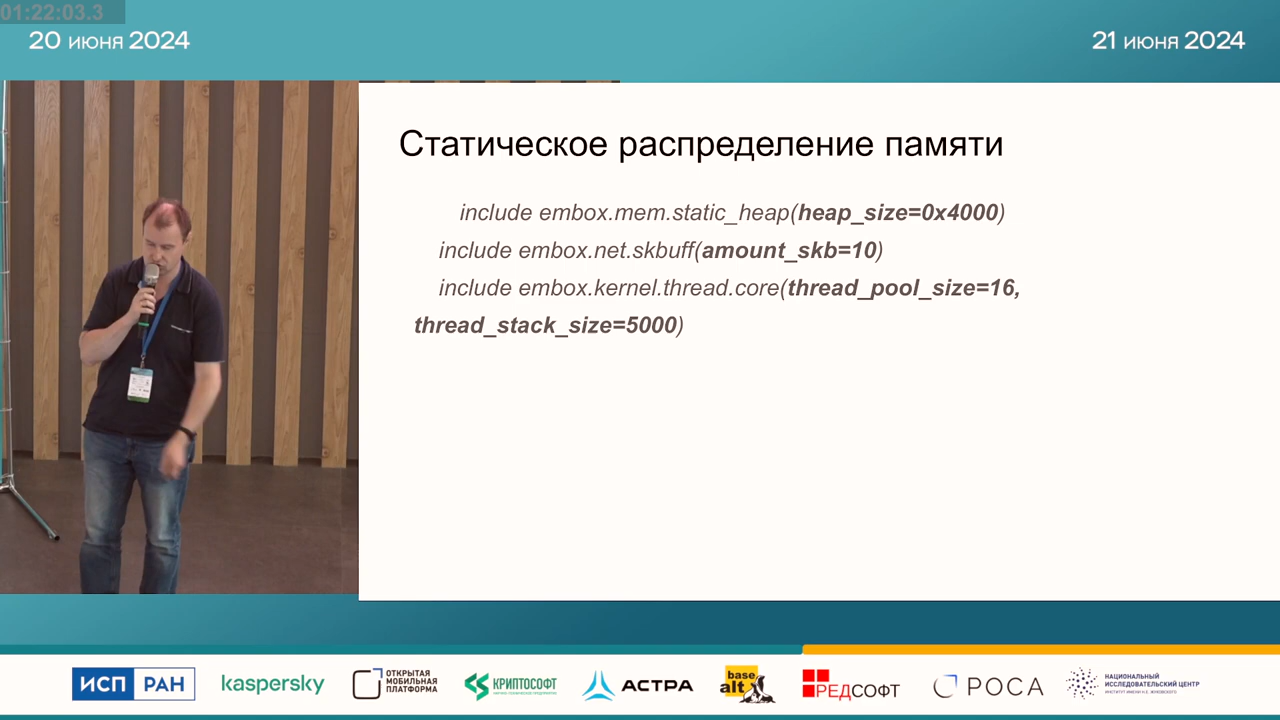 01:22:03.3
20 июня 2024
21 июня 2024
Статическое распределение памяти
include embox.mem.static_heap(heap_size=0x4000)
include embox.net.skbuff(amount_skb=10)
include embox.kernel.thread.core(thread_pool_size=16,
thread_stack_size=5000)
ИСП РАН
kaspersky
ОТКРЫТАЯ
МОБИЛЬНАЯ
ПЛАТФОРМА
КРИПТОСОФТ
АСТРА
base
alt
РЕДСОФТ
РОСА
НАЦИОНАЛЬНЫЙ
ИССЛЕДОВАТЕЛЬСКИЙ ЦЕНТР